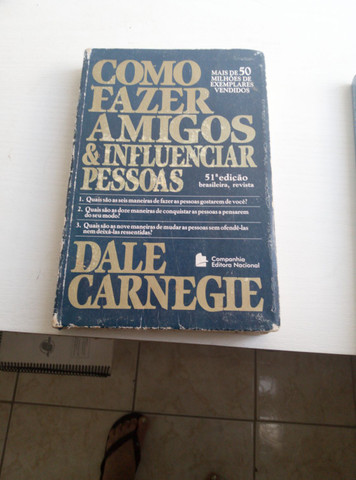 COMO
FAZER
AMIGOS
& INFLUENCIAR
PESSOAS
MAIS DE 50
MILHÕES DE
EXEMPLARES
VENDIDOS
51ª edição
brasileira, revista
1. Quais são as seis maneiras de fazer as pessoas gostarem de você?
2. Quais são as doze maneiras de conquistar as pessoas a pensarem
do seu modo?
3. Quais são as nove maneiras de mudar as pessoas sem ofendê-las
nem deixá-las ressentidas?
DALE
CARNEGIE
Companhia
Editora Nacional